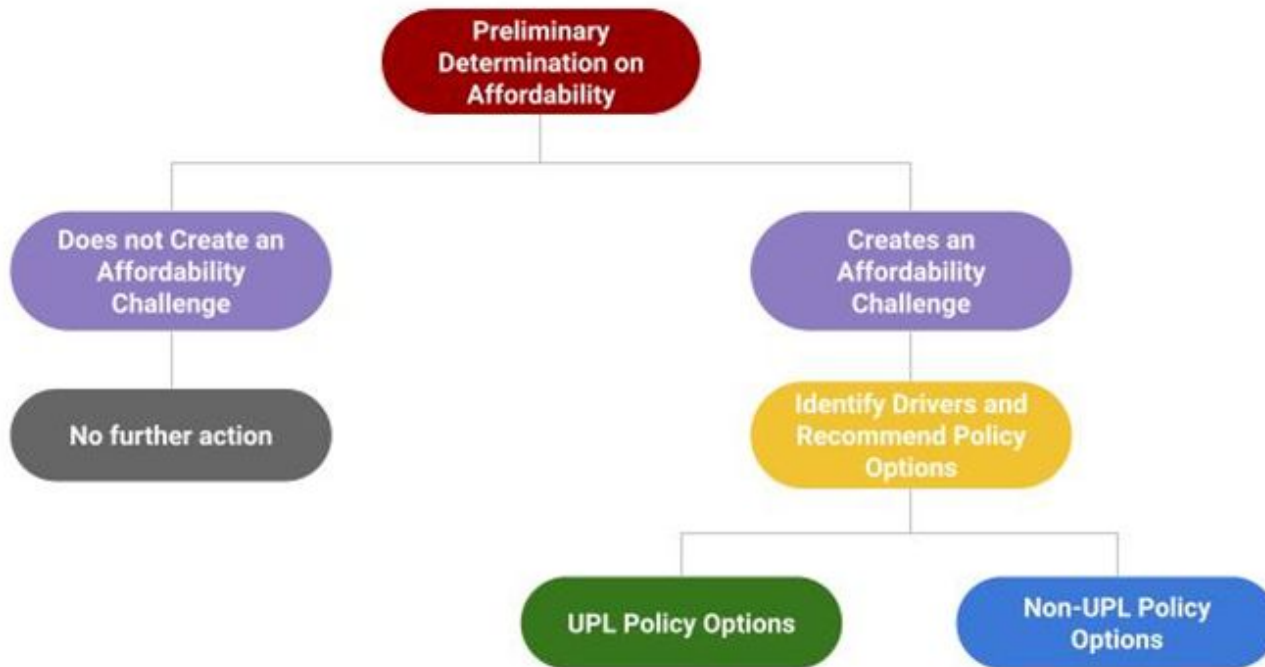 Preliminary
Determination on
Affordability
Does not Create an
Affordability
Challenge
Creates an
Affordability
Challenge
No further action
Identify Drivers and
Recommend Policy
Options
UPL Policy Options
Non-UPL Policy
Options